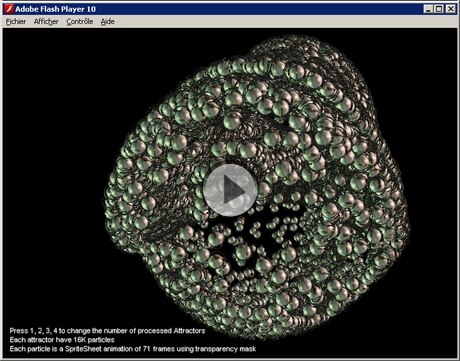 Adobe Flash Player 10
Fichier Afficher Contrôle Aide
Press 1, 2, 3, 4 to change the number of processed Attractors
Each attractor have 16K particles
Each particle is a SpriteSheet animation of 71 frames using transparency mask